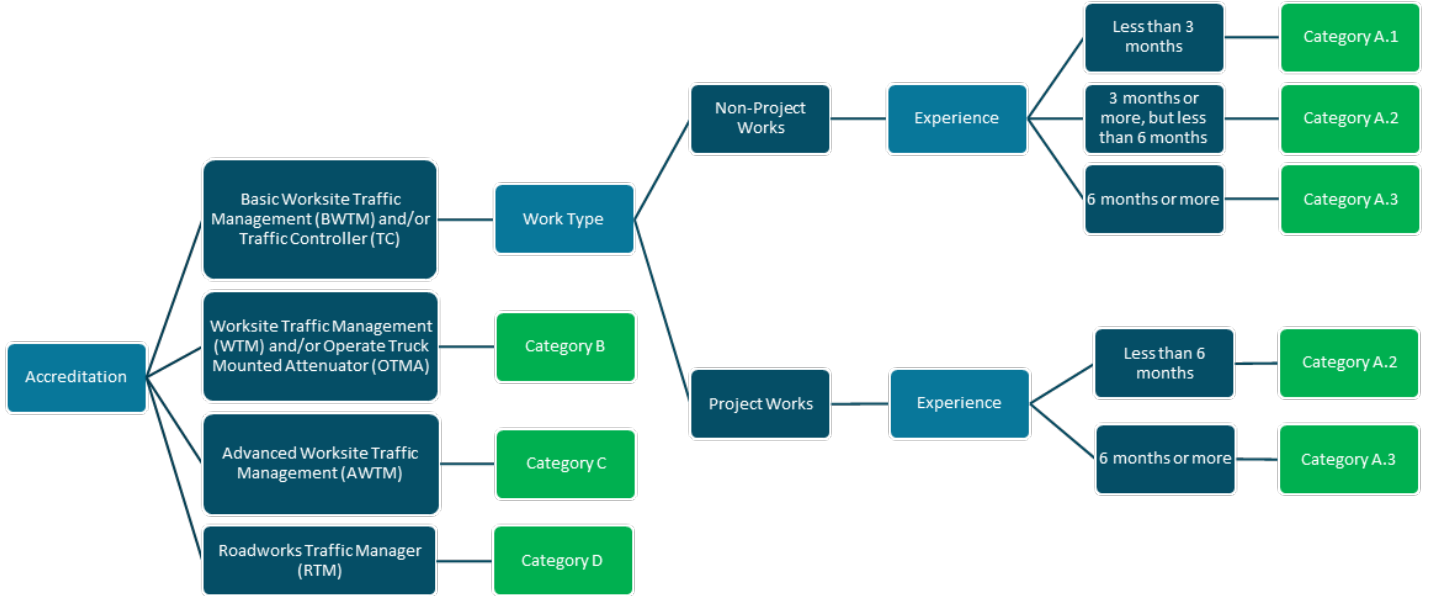 Accreditation
Basic Worksite Traffic
Management (BWTM) and/or
Traffic Controller (TC)
Work Type
Non-Project
Works
Experience
Less than 3
months
Category A.1
3 months or
more, but less
than 6 months
Category A.2
6 months or more
Category A.3
Project Works
Experience
Less than 6
months
Category A.2
6 months or more
Category A.3
Worksite Traffic Management
(WTM) and/or Operate Truck
Mounted Attenuator (OTMA)
Category B
Advanced Worksite Traffic
Management (AWTM)
Category C
Roadworks Traffic Manager
(RTM)
Category D